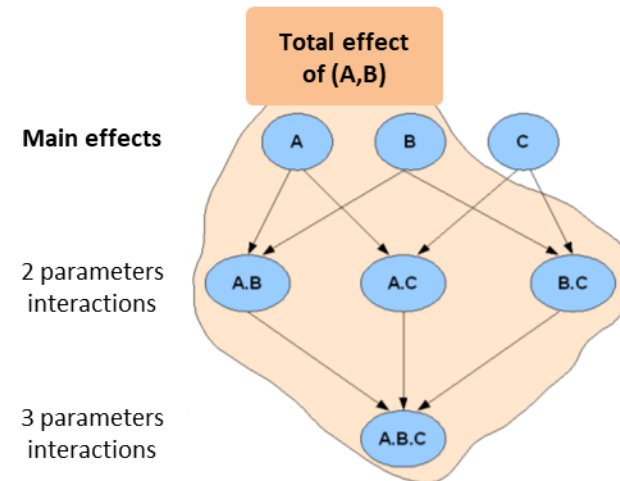 Total effect
of (A,B)
Main effects
A
B
C
2 parameters
interactions
A.B
A.C
B.C
3 parameters
interactions
A.B.C